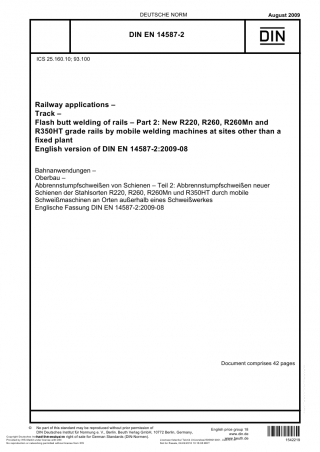 DEUTSCHE NORM
August 2009
DIN EN 14587-2
DIN
ICS 25.160.10; 93.100
Railway applications –
Track –
Flash butt welding of rails – Part 2: New R220, R260, R260Mn and
R350HT grade rails by mobile welding machines at sites other than a
fixed plant
English version of DIN EN 14587-2:2009-08
Bahnanwendungen –
Oberbau –
Abbrennstumpfschweißen von Schienen – Teil 2: Abbrennstumpfschweißen neuer
Schienen der Stahlsorten R220, R260, R260Mn und R350HT durch mobile
Schweißmaschinen an Orten außerhalb eines Schweißwerkes
Englische Fassung DIN EN 14587-2:2009-08
Document comprises 42 pages
© No part of this standard may be reproduced without prior permission of
DIN Deutsches Institut für Normung e. V., Berlin. Beuth Verlag GmbH, 10772 Berlin, Germany,
has the exclusive right of sale for German Standards (DIN-Normen).
English price group 18
www.din.de
www.beuth.de